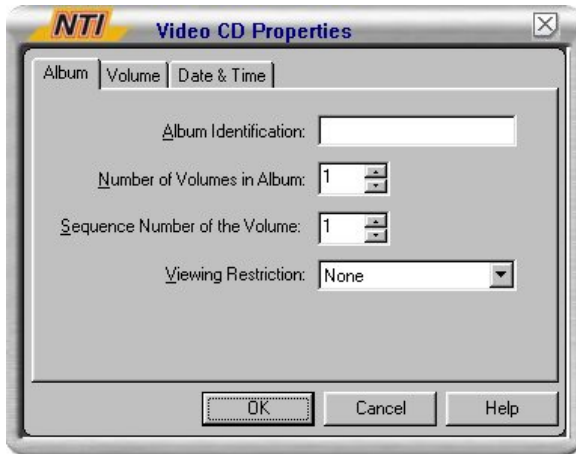 NTI Video CD Properties
Album Volume Date & Time
Album Identification:
Number of Volumes in Album: 1
Sequence Number of the Volume: 1
Viewing Restriction: None
OK Cancel Help